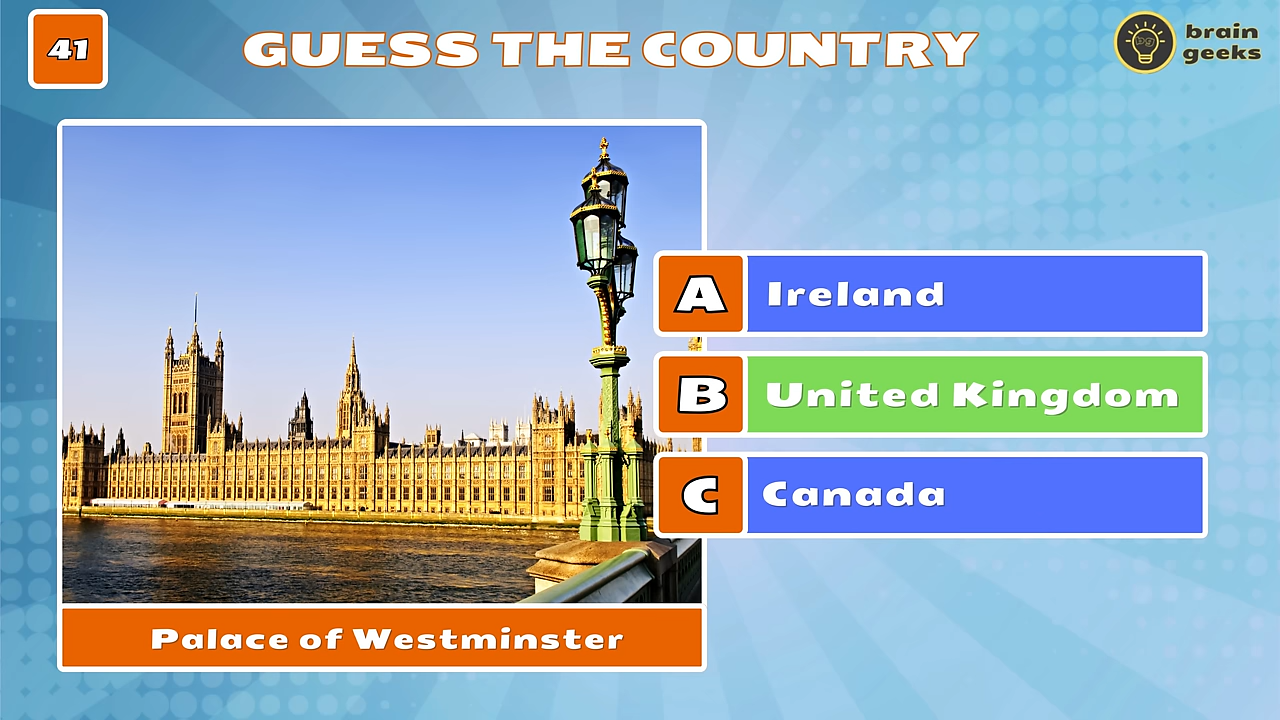 41
GUESS THE COUNTRY
brain
geeks
A
Ireland
B
United Kingdom
C
Canada
Palace of Westminster